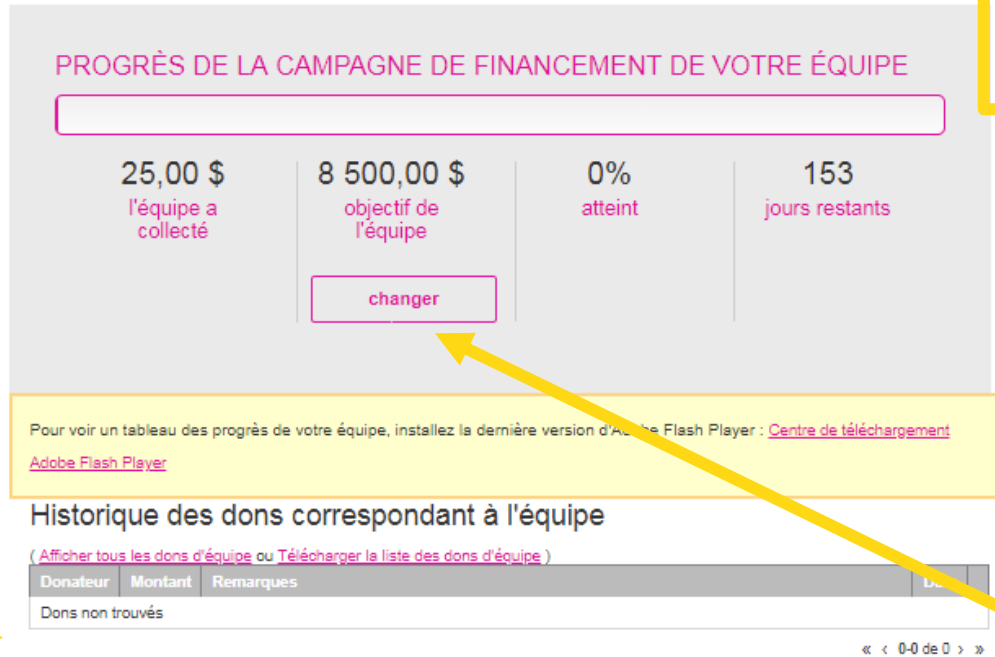 PROGRÈS DE LA CAMPAGNE DE FINANCEMENT DE VOTRE ÉQUIPE
25,00 $ 8 500,00 $ 0% 153
l'équipe a objectif de atteint jours restants
collecté l'équipe
changer
Pour voir un tableau des progrès de votre équipe, installez la dernière version d'Adobe Flash Player : Centre de téléchargement
Adobe Flash Player
Historique des dons correspondant à l'équipe
( Afficher tous les dons d'équipe ou Télécharger la liste des dons d'équipe )
Donateur Montant Remarques
Dons non trouvés
« < 0-0 de 0 > »